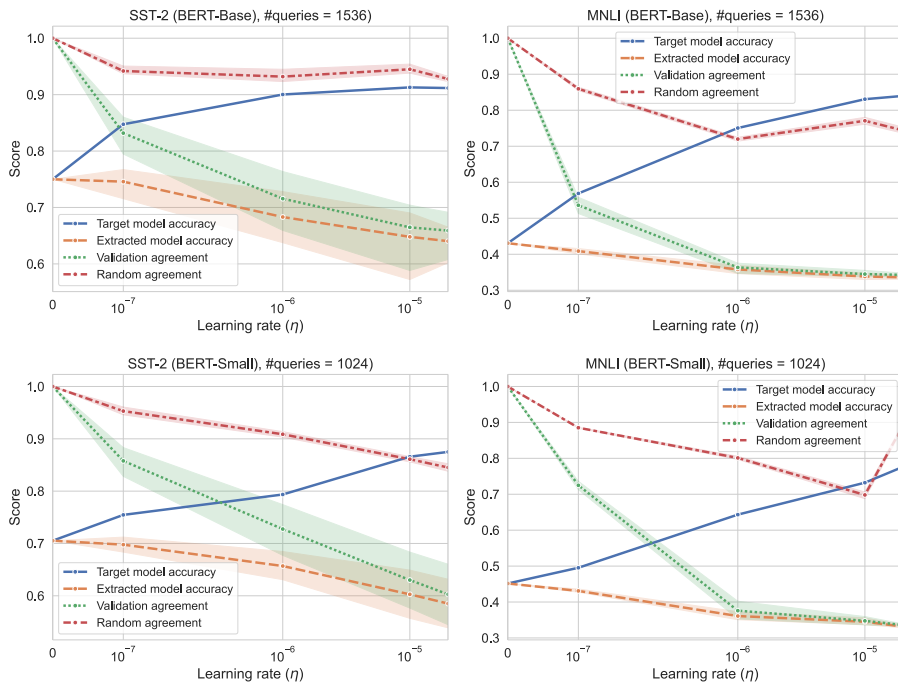 SST-2 (BERT-Base), #queries = 1536
1.0
0.9
0.8
0.7
0.6
Score
Target model accuracy
Extracted model accuracy
Validation agreement
Random agreement
0
10⁻⁷
10⁻⁶
10⁻⁵
Learning rate (η)
MNLI (BERT-Base), #queries = 1536
1.0
0.9
0.8
0.7
0.6
0.5
0.4
0.3
Score
Target model accuracy
Extracted model accuracy
Validation agreement
Random agreement
0
10⁻⁷
10⁻⁶
10⁻⁵
Learning rate (η)
SST-2 (BERT-Small), #queries = 1024
1.0
0.9
0.8
0.7
0.6
Score
Target model accuracy
Extracted model accuracy
Validation agreement
Random agreement
0
10⁻⁷
10⁻⁶
10⁻⁵
Learning rate (η)
MNLI (BERT-Small), #queries = 1024
1.0
0.9
0.8
0.7
0.6
0.5
0.4
0.3
Score
Target model accuracy
Extracted model accuracy
Validation agreement
Random agreement
0
10⁻⁷
10⁻⁶
10⁻⁵
Learning rate (η)